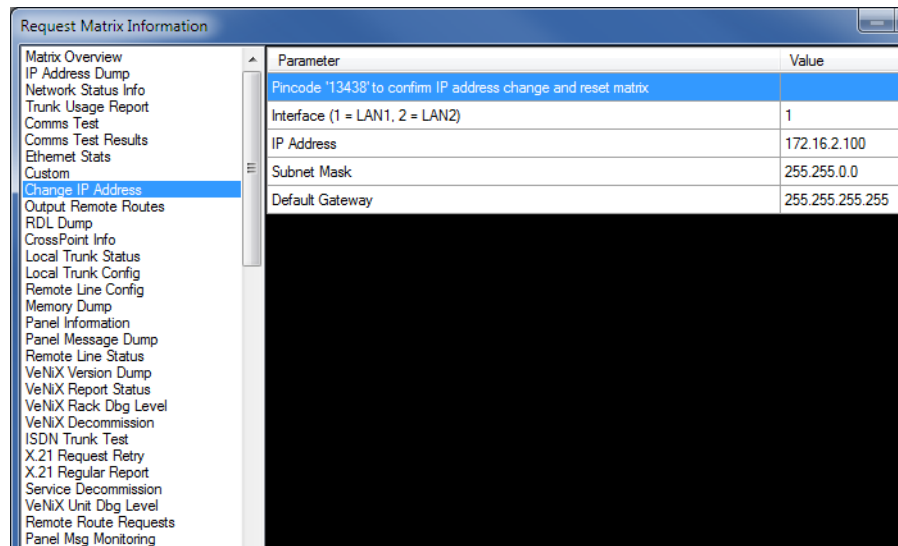 Request Matrix Information
Matrix Overview
IP Address Dump
Network Status Info
Trunk Usage Report
Comms Test
Comms Test Results
Ethernet Stats
Custom
Change IP Address
Output Remote Routes
RDL Dump
CrossPoint Info
Local Trunk Status
Local Trunk Config
Remote Line Config
Memory Dump
Panel Information
Panel Message Dump
Remote Line Status
VeNiX Version Dump
VeNiX Report Status
VeNiX Rack Dbg Level
VeNiX Decommission
ISDN Trunk Test
X.21 Request Retry
X.21 Regular Report
Service Decommission
VeNiX Unit Dbg Level
Remote Route Requests
Panel Msg Monitoring
Parameter Value
Pincode '13438' to confirm IP address change and reset matrix
Interface (1 = LAN1, 2 = LAN2) 1
IP Address 172.16.2.100
Subnet Mask 255.255.0.0
Default Gateway 255.255.255.255